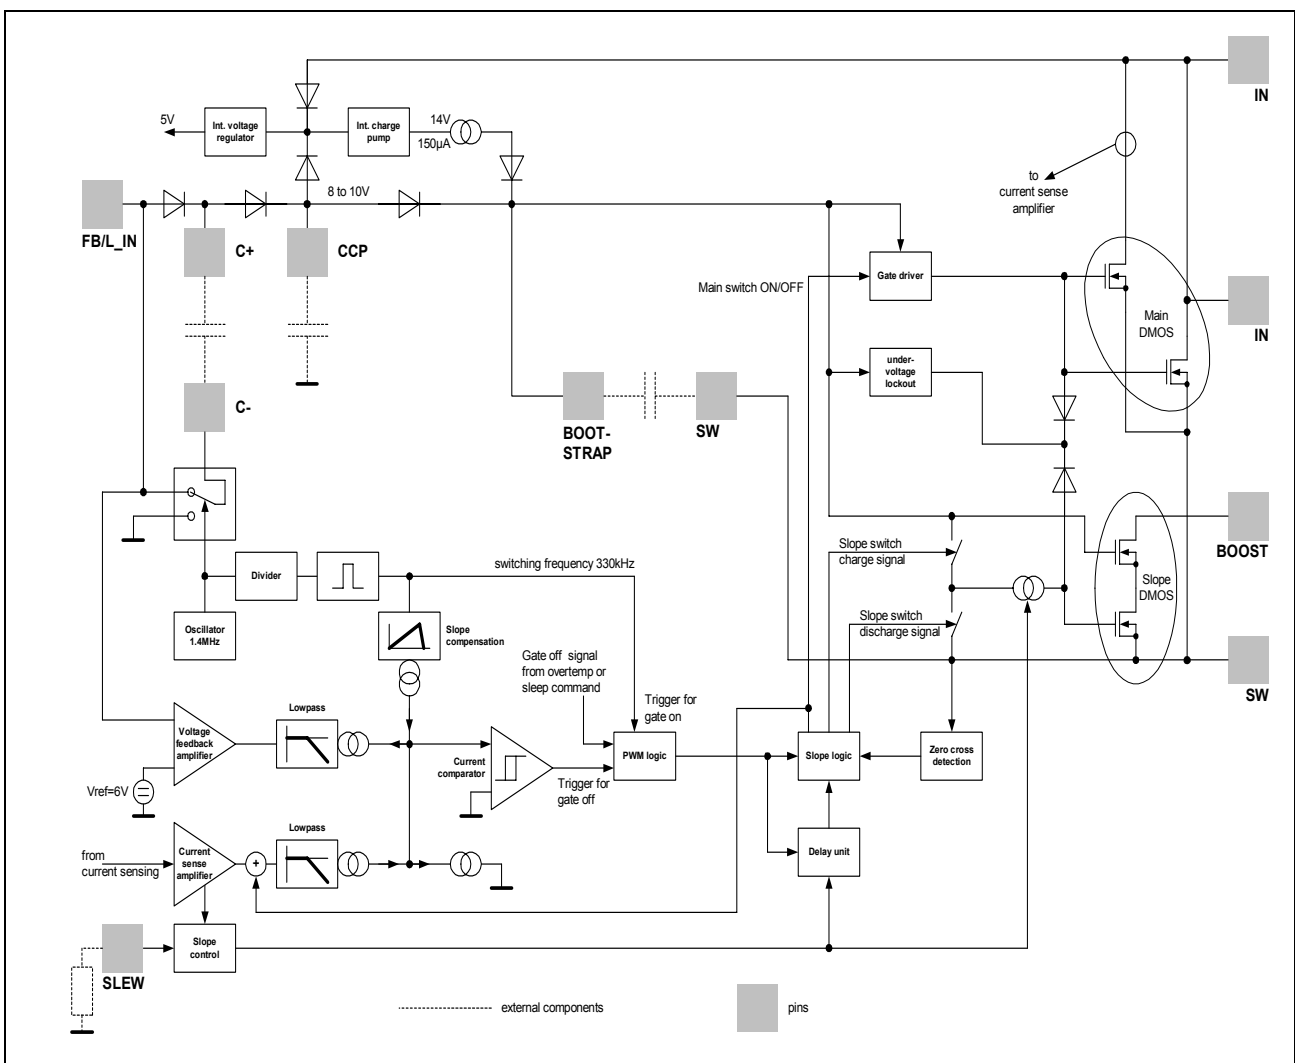 IN
5V
Int. voltage
regulator
Int. charge
pump
14V
150µA
to
current sense
amplifier
8 to 10V
FB/L_IN
C+
CCP
Main switch ON/OFF
Gate driver
Main
DMOS
IN
under-
voltage
lockout
C-
BOOT-
STRAP
SW
BOOST
Slope switch
charge signal
Slope
DMOS
switching frequency 330kHz
Divider
Oscillator
1.4MHz
Slope
compensation
Slope switch
discharge signal
Gate off signal
from overtemp or
sleep command
SW
Trigger for
gate on
Lowpass
Voltage
feedback
amplifier
Current
comparator
PWM logic
Slope logic
Zero cross
detection
Trigger for
gate off
Vref=6V
Lowpass
from
current sensing
Current
sense
amplifier
+
Delay unit
Slope
control
SLEW
external components
pins